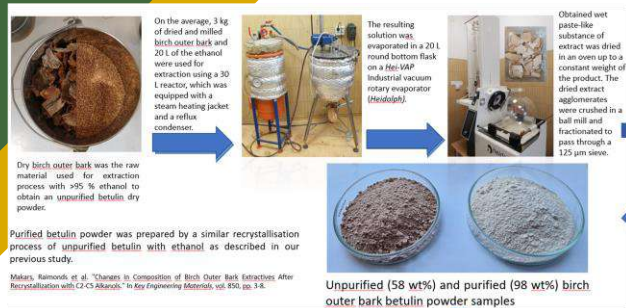 On the average, 3 kg
of dried and milled
birch outer bark and
20 L of the ethanol
were used for
extraction using a 30
L reactor, which was
equipped with a
steam heating jacket
and a reflux
condenser.
The resulting
solution was
evaporated in a 20 L
round bottom flask
on a Hei-VAP
Industrial vacuum
rotary evaporator
(Heidolph).
Obtained wet
paste-like
substance of
extract was dried
in an oven up to a
constant weight of
the product. The
dried extract
agglomerates
were crushed in a
ball mill and
fractionated to
pass through a
125 μm sieve.
Dry birch outer bark was the raw
material used for extraction
process with >95 % ethanol to
obtain an unpurified betulin dry
powder.
Purified betulin powder was prepared by a similar recrystallisation
process of unpurified betulin with ethanol as described in our
previous study.
Makars, Raimonds et al. "Changes in Composition of Birch Outer Bark Extractives After
Recrystallization with C2-C5 Alkanols." In Key Engineering Materials, vol. 850, pp. 3-8.
Unpurified (58 wt%) and purified (98 wt%) birch
outer bark betulin powder samples